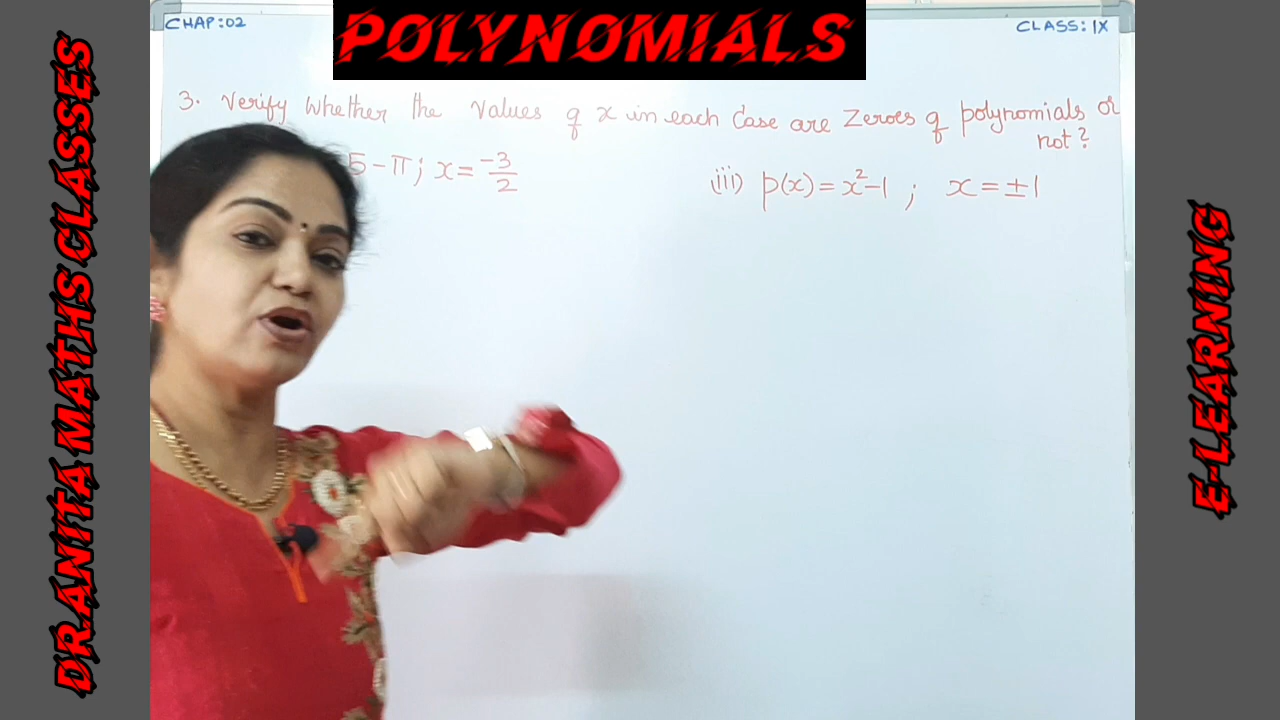 CHAP:02
POLYNOMIALS
CLASS: IX
3. Verify whether the values of x in each case are zeroes of polynomials or
not?
5-π; x = -3/2
(iii) p(x) = x²-1 ; x = ±1
DR.ANITA MATHS CLASSES
E-LEARNING